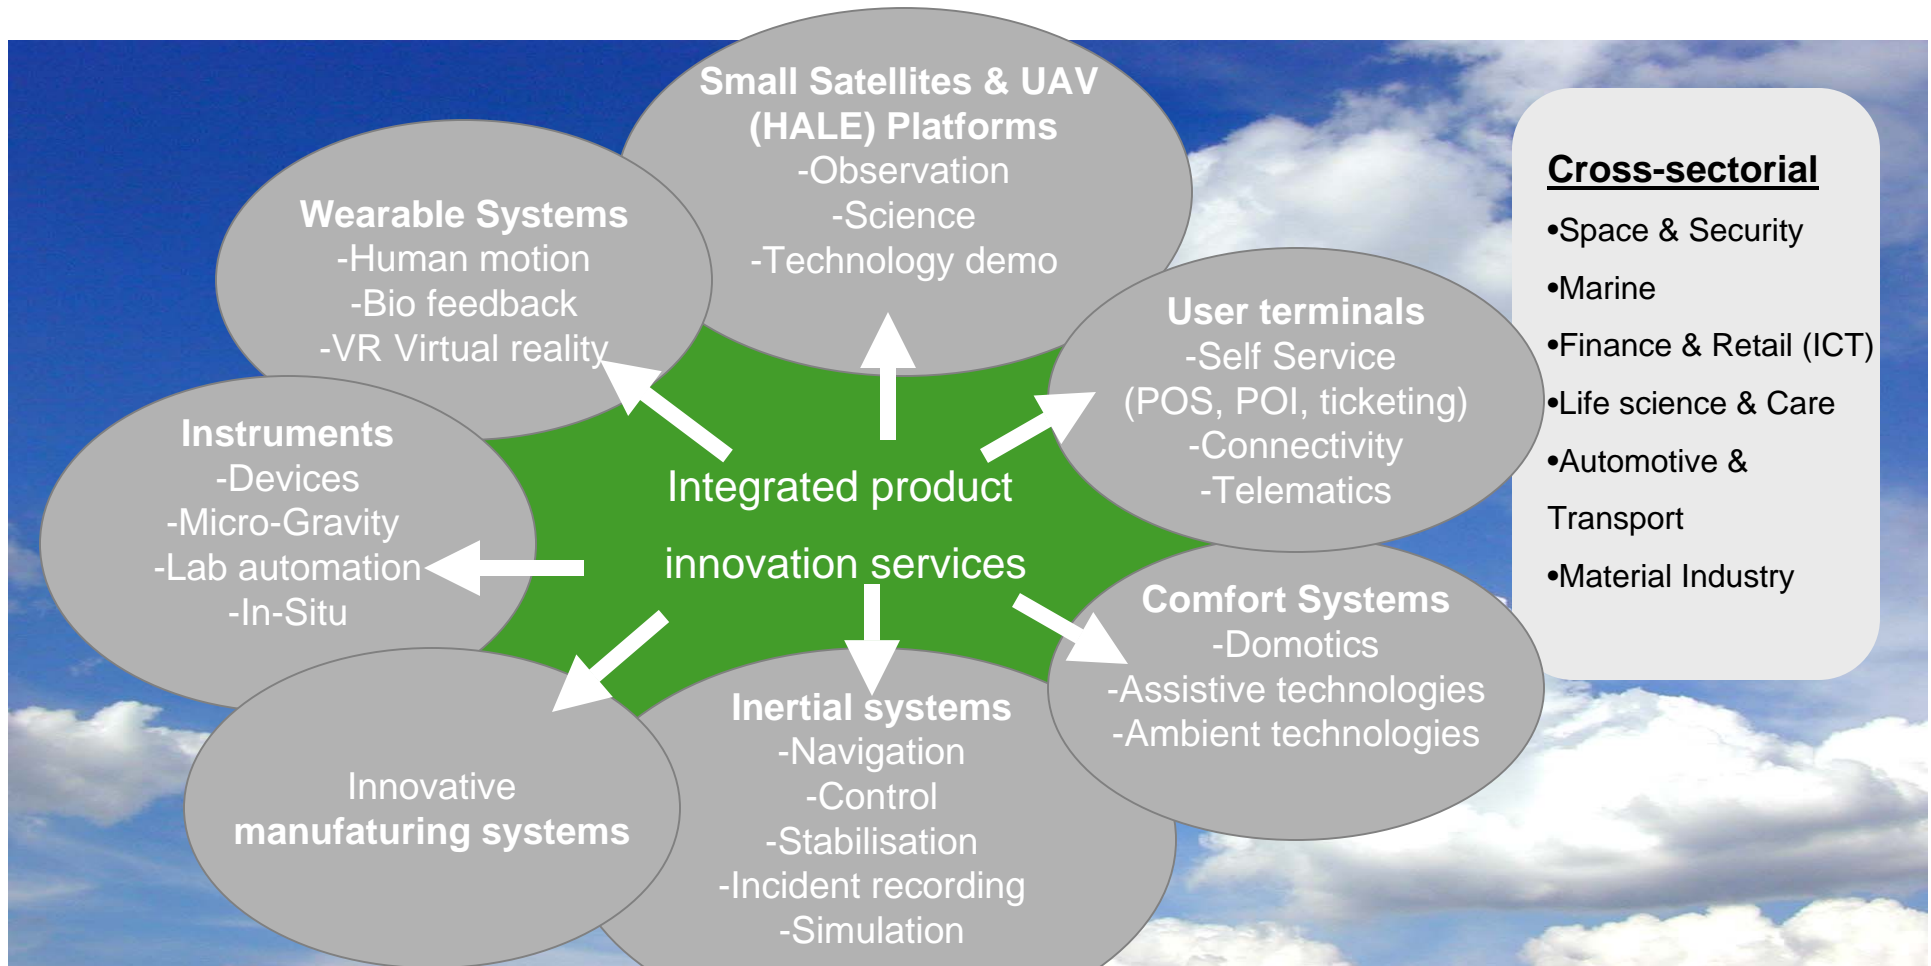 Small Satellites & UAV
(HALE) Platforms
-Observation
-Science
-Technology demo
Wearable Systems
-Human motion
-Bio feedback
-VR Virtual reality
User terminals
-Self Service
(POS, POI, ticketing)
-Connectivity
-Telematics
Instruments
-Devices
-Micro-Gravity
-Lab automation
-In-Situ
Integrated product
innovation services
Comfort Systems
-Domotics
-Assistive technologies
-Ambient technologies
Innovative
manufaturing systems
Inertial systems
-Navigation
-Control
-Stabilisation
-Incident recording
-Simulation
Cross-sectorial
•Space & Security
•Marine
•Finance & Retail (ICT)
•Life science & Care
•Automotive &
Transport
•Material Industry